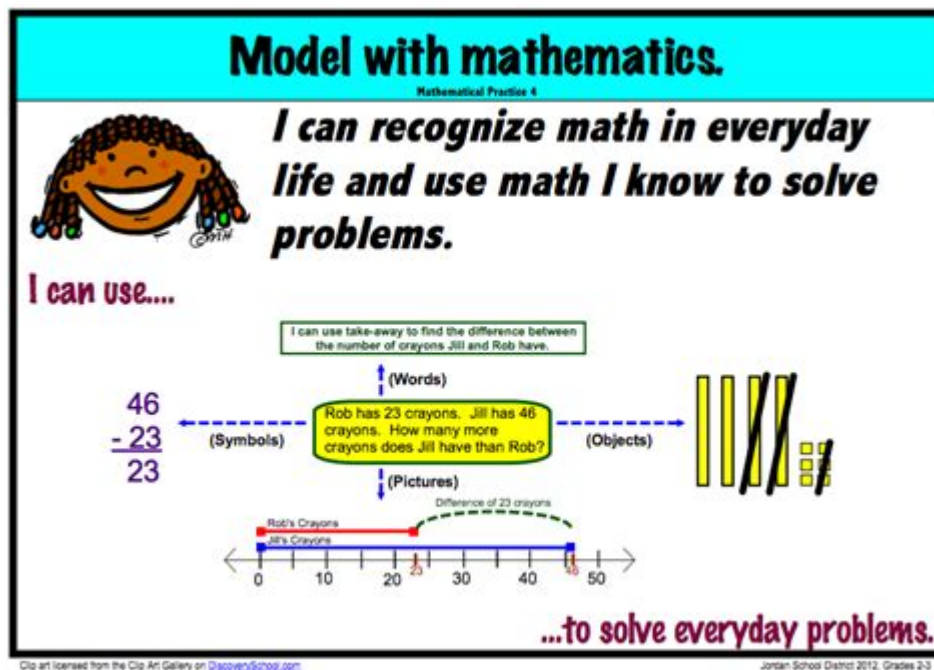 Model with mathematics.
Mathematical Practice 4
I can recognize math in everyday
life and use math I know to solve
problems.
I can use....
I can use take-away to find the difference between
the number of crayons Jill and Rob have.
(Words)
46
- 23
23
(Symbols)
Rob has 23 crayons. Jill has 46
crayons. How many more
crayons does Jill have than Rob?
(Objects)
(Pictures)
Difference of 23 crayons
Rob's Crayons
Jill's Crayons
0 10 20 23 30 40 46 50
...to solve everyday problems.
Clip art licensed from the Clip Art Gallery on DiscoverySchool.com
Jordan School District 2012, Grades 2-3